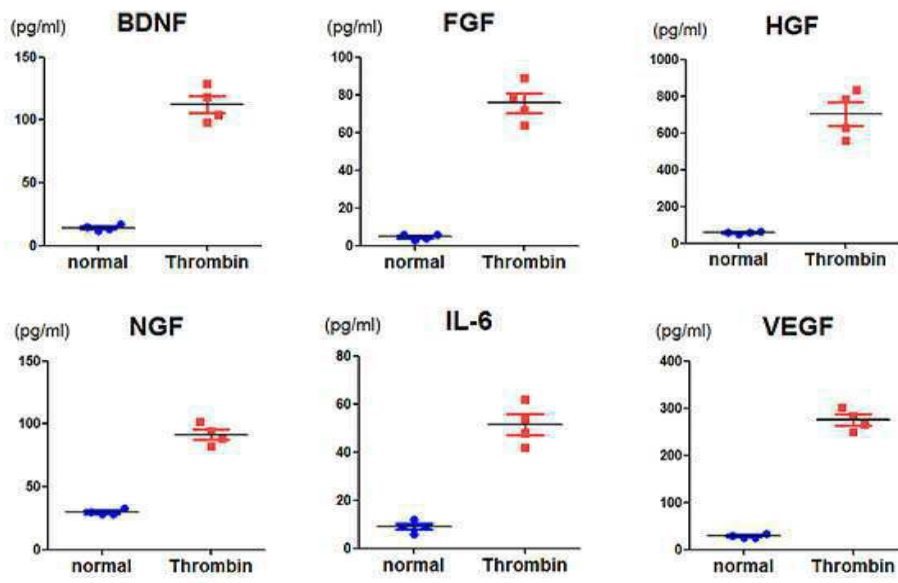 BDNF
(pg/ml)
150
100
50
0
normal Thrombin
FGF
(pg/ml)
100
80
60
40
20
0
normal Thrombin
HGF
(pg/ml)
1000
800
600
400
200
0
normal Thrombin
NGF
(pg/ml)
150
100
50
0
normal Thrombin
IL-6
(pg/ml)
80
60
40
20
0
normal Thrombin
VEGF
(pg/ml)
400
300
200
100
0
normal Thrombin